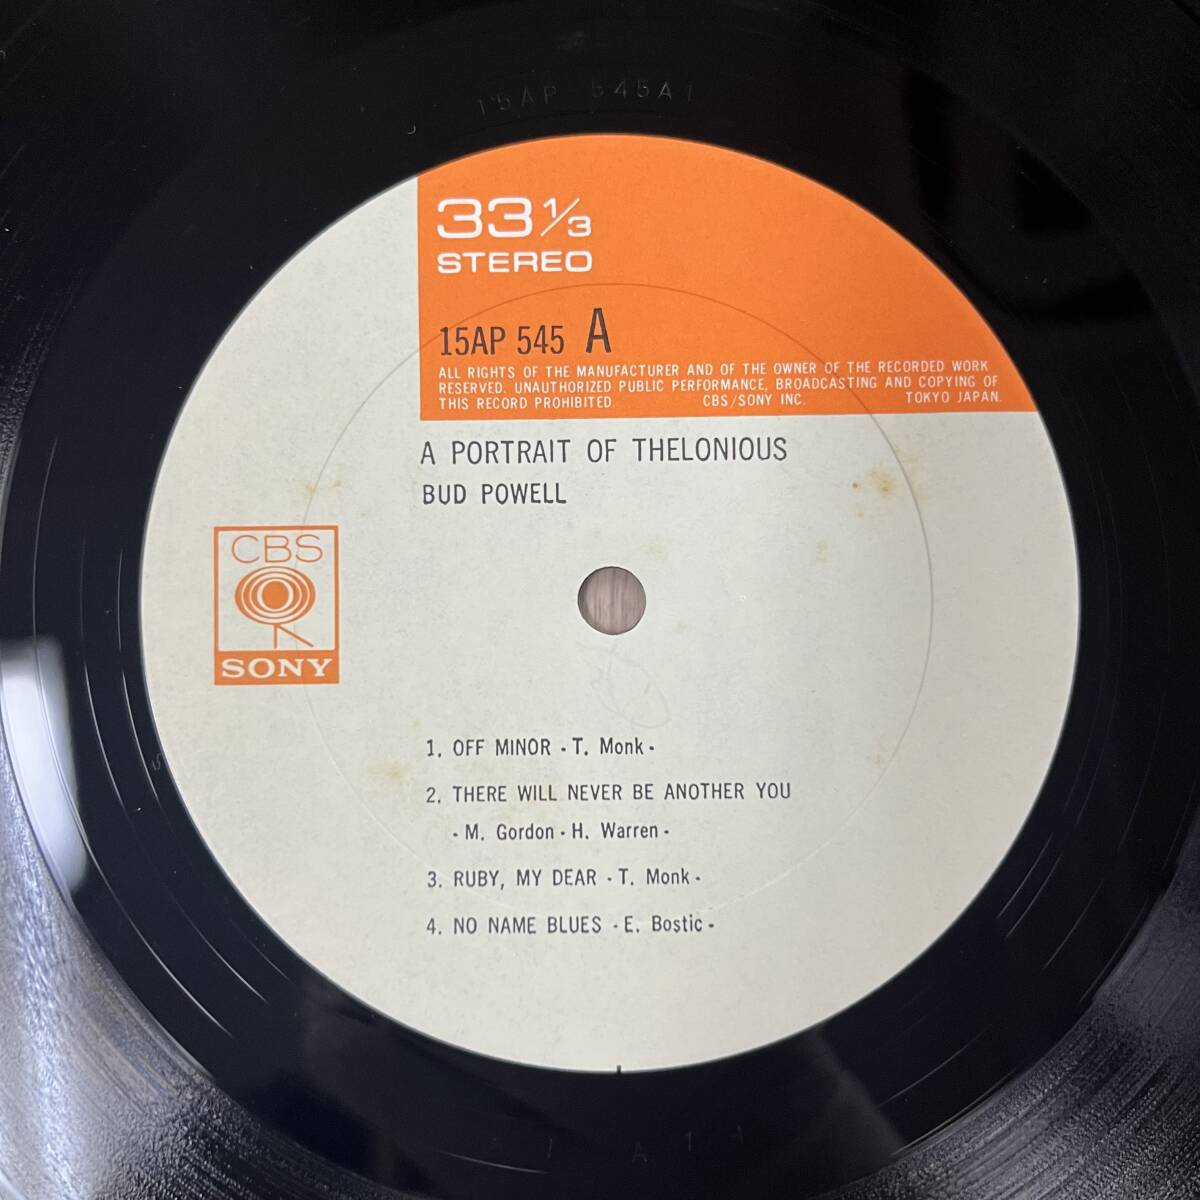 15AP 545A1
33 1/3
STEREO
15AP 545 A
ALL RIGHTS OF THE MANUFACTURER AND OF THE OWNER OF THE RECORDED WORK
RESERVED. UNAUTHORIZED PUBLIC PERFORMANCE, BROADCASTING AND COPYING OF
THIS RECORD PROHIBITED. CBS/SONY INC. TOKYO JAPAN.
A PORTRAIT OF THELONIOUS
BUD POWELL
CBS
SONY
1. OFF MINOR - T. Monk -
2. THERE WILL NEVER BE ANOTHER YOU
- M. Gordon - H. Warren -
3. RUBY, MY DEAR - T. Monk -
4. NO NAME BLUES - E. Bostic -